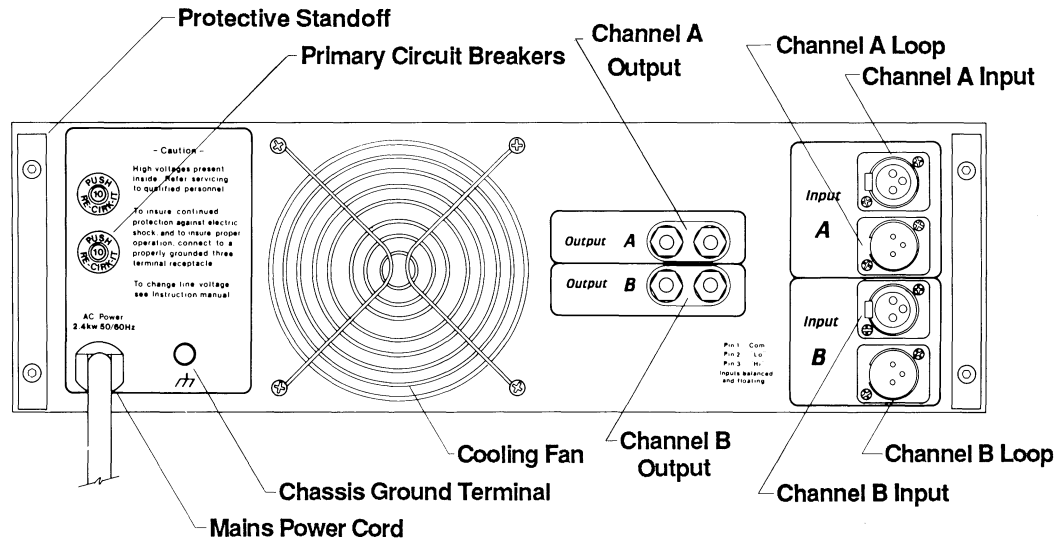 Protective Standoff
Primary Circuit Breakers
Channel A
Output
Channel A Loop
Channel A Input
- Caution -
High voltages present
inside. Refer servicing
to qualified personnel
To insure continued
protection against electric
shock, and to insure proper
operation, connect to a
properly grounded three
terminal receptacle
To change line voltage
see instruction manual
PUSH
10
RE-CIRK-IT
PUSH
10
RE-CIRK-IT
AC Power
2.4kw 50/60Hz
Output A
Output B
Pin 1 Com
Pin 2 Lo
Pin 3 Hi
Inputs balanced
and floating
Input
A
Input
B
Cooling Fan
Chassis Ground Terminal
Mains Power Cord
Channel B
Output
Channel B Loop
Channel B Input